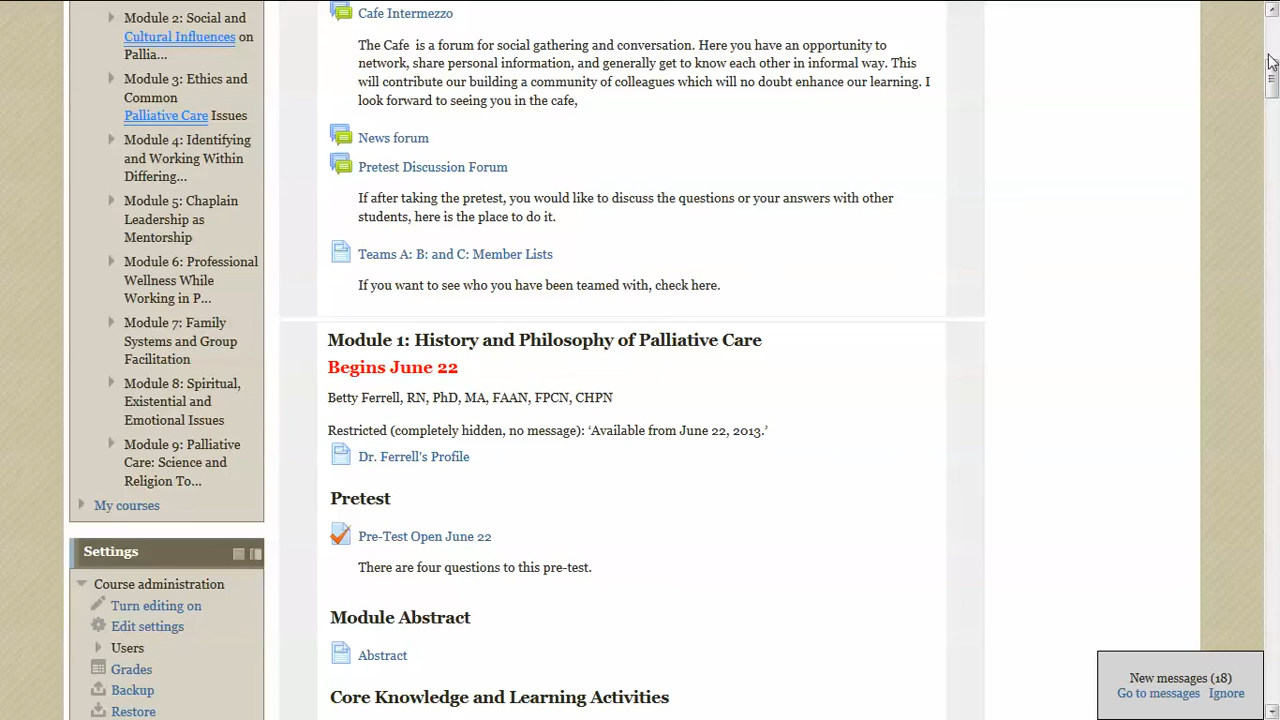 Module 2: Social and
Cultural Influences on
Pallia...
Module 3: Ethics and
Common
Palliative Care Issues
Module 4: Identifying
and Working Within
Differing...
Module 5: Chaplain
Leadership as
Mentorship
Module 6: Professional
Wellness While
Working in P...
Module 7: Family
Systems and Group
Facilitation
Module 8: Spiritual,
Existential and
Emotional Issues
Module 9: Palliative
Care: Science and
Religion To...
My courses
Settings
Course administration
Turn editing on
Edit settings
Users
Grades
Backup
Restore
Cafe Intermezzo
The Cafe is a forum for social gathering and conversation. Here you have an opportunity to
network, share personal information, and generally get to know each other in informal way. This
will contribute our building a community of colleagues which will no doubt enhance our learning. I
look forward to seeing you in the cafe,
News forum
Pretest Discussion Forum
If after taking the pretest, you would like to discuss the questions or your answers with other
students, here is the place to do it.
Teams A: B: and C: Member Lists
If you want to see who you have been teamed with, check here.
Module 1: History and Philosophy of Palliative Care
Begins June 22
Betty Ferrell, RN, PhD, MA, FAAN, FPCN, CHPN
Restricted (completely hidden, no message): ‘Available from June 22, 2013.’
Dr. Ferrell's Profile
Pretest
Pre-Test Open June 22
There are four questions to this pre-test.
Module Abstract
Abstract
Core Knowledge and Learning Activities
New messages (18)
Go to messages Ignore